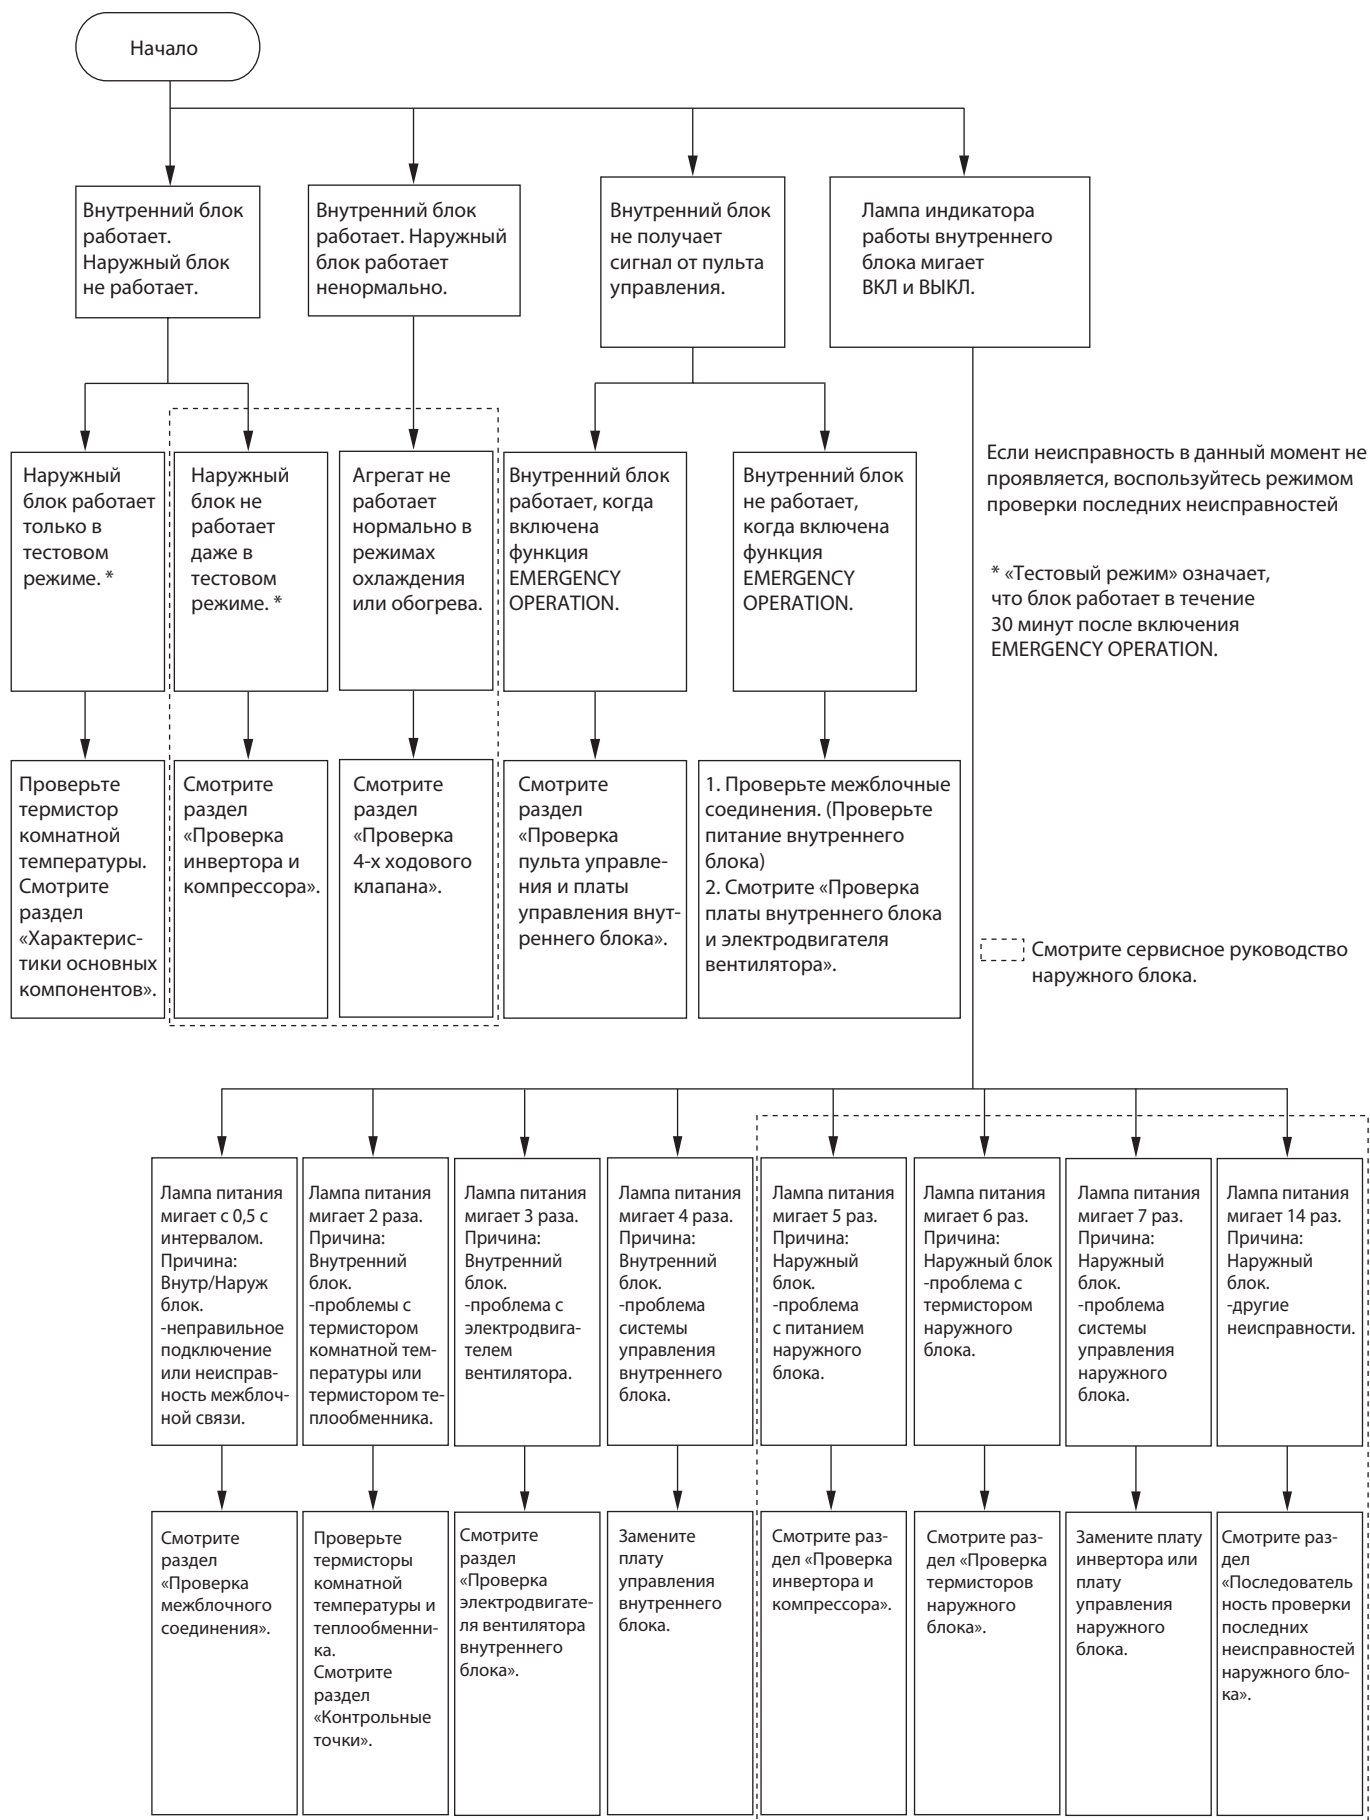 Начало
Внутренний блок
работает.
Наружный блок
не работает.
Внутренний блок
работает. Наружный
блок работает
ненормально.
Внутренний блок
не получает
сигнал от пульта
управления.
Лампа индикатора
работы внутреннего
блока мигает
ВКЛ и ВЫКЛ.
Наружный
блок работает
только в
тестовом
режиме. *
Наружный
блок не
работает
даже в
тестовом
режиме. *
Агрегат не
работает
нормально в
режимах
охлаждения
или обогрева.
Внутренний блок
работает, когда
включена
функция
EMERGENCY
OPERATION.
Внутренний блок
не работает,
когда включена
функция
EMERGENCY
OPERATION.
Если неисправность в данный момент не
проявляется, воспользуйтесь режимом
проверки последних неисправностей
* «Тестовый режим» означает,
что блок работает в течение
30 минут после включения
EMERGENCY OPERATION.
Проверьте
термистор
комнатной
температуры.
Смотрите
раздел
«Характерис-
тики основных
компонентов».
Смотрите
раздел
«Проверка
инвертора и
компрессора».
Смотрите
раздел
«Проверка
4-х ходового
клапана».
Смотрите
раздел
«Проверка
пульта управле-
ния и платы
управления внут-
реннего блока».
1. Проверьте межблочные
соединения. (Проверьте
питание внутреннего
блока)
2. Смотрите «Проверка
платы внутреннего блока
и электродвигателя
вентилятора».
Смотрите сервисное руководство
наружного блока.
Лампа питания
мигает с 0,5 с
интервалом.
Причина:
Внутр/Наруж
блок.
-неправильное
подключение
или неисправ-
ность межблоч-
ной связи.
Лампа питания
мигает 2 раза.
Причина:
Внутренний
блок.
-проблемы с
термистором
комнатной тем-
пературы или
термистором те-
плообменника.
Лампа питания
мигает 3 раза.
Причина:
Внутренний
блок.
-проблема с
электродвига-
телем
вентилятора.
Лампа питания
мигает 4 раза.
Причина:
Внутренний
блок.
-проблема
системы
управления
внутреннего
блока.
Лампа питания
мигает 5 раз.
Причина:
Наружный
блок.
-проблема
с питанием
наружного
блока.
Лампа питания
мигает 6 раз.
Причина:
Наружный блок
-проблема с
термистором
наружного
блока.
Лампа питания
мигает 7 раз.
Причина:
Наружный
блок.
-проблема
системы
управления
наружного
блока.
Лампа питания
мигает 14 раз.
Причина:
Наружный
блок.
-другие
неисправности.
Смотрите
раздел
«Проверка
межблочного
соединения».
Проверьте
термисторы
комнатной
температуры и
теплообменни-
ка.
Смотрите
раздел
«Контрольные
точки».
Смотрите
раздел
«Проверка
электродвигате-
ля вентилятора
внутреннего
блока».
Замените
плату
управления
внутреннего
блока.
Смотрите раз-
дел «Проверка
инвертора и
компрессора».
Смотрите раз-
дел «Проверка
термисторов
наружного
блока».
Замените плату
инвертора или
плату
управления
наружного
блока.
Смотрите раз-
дел
«Последователь
ность проверки
последних
неисправностей
наружного бло-
ка».